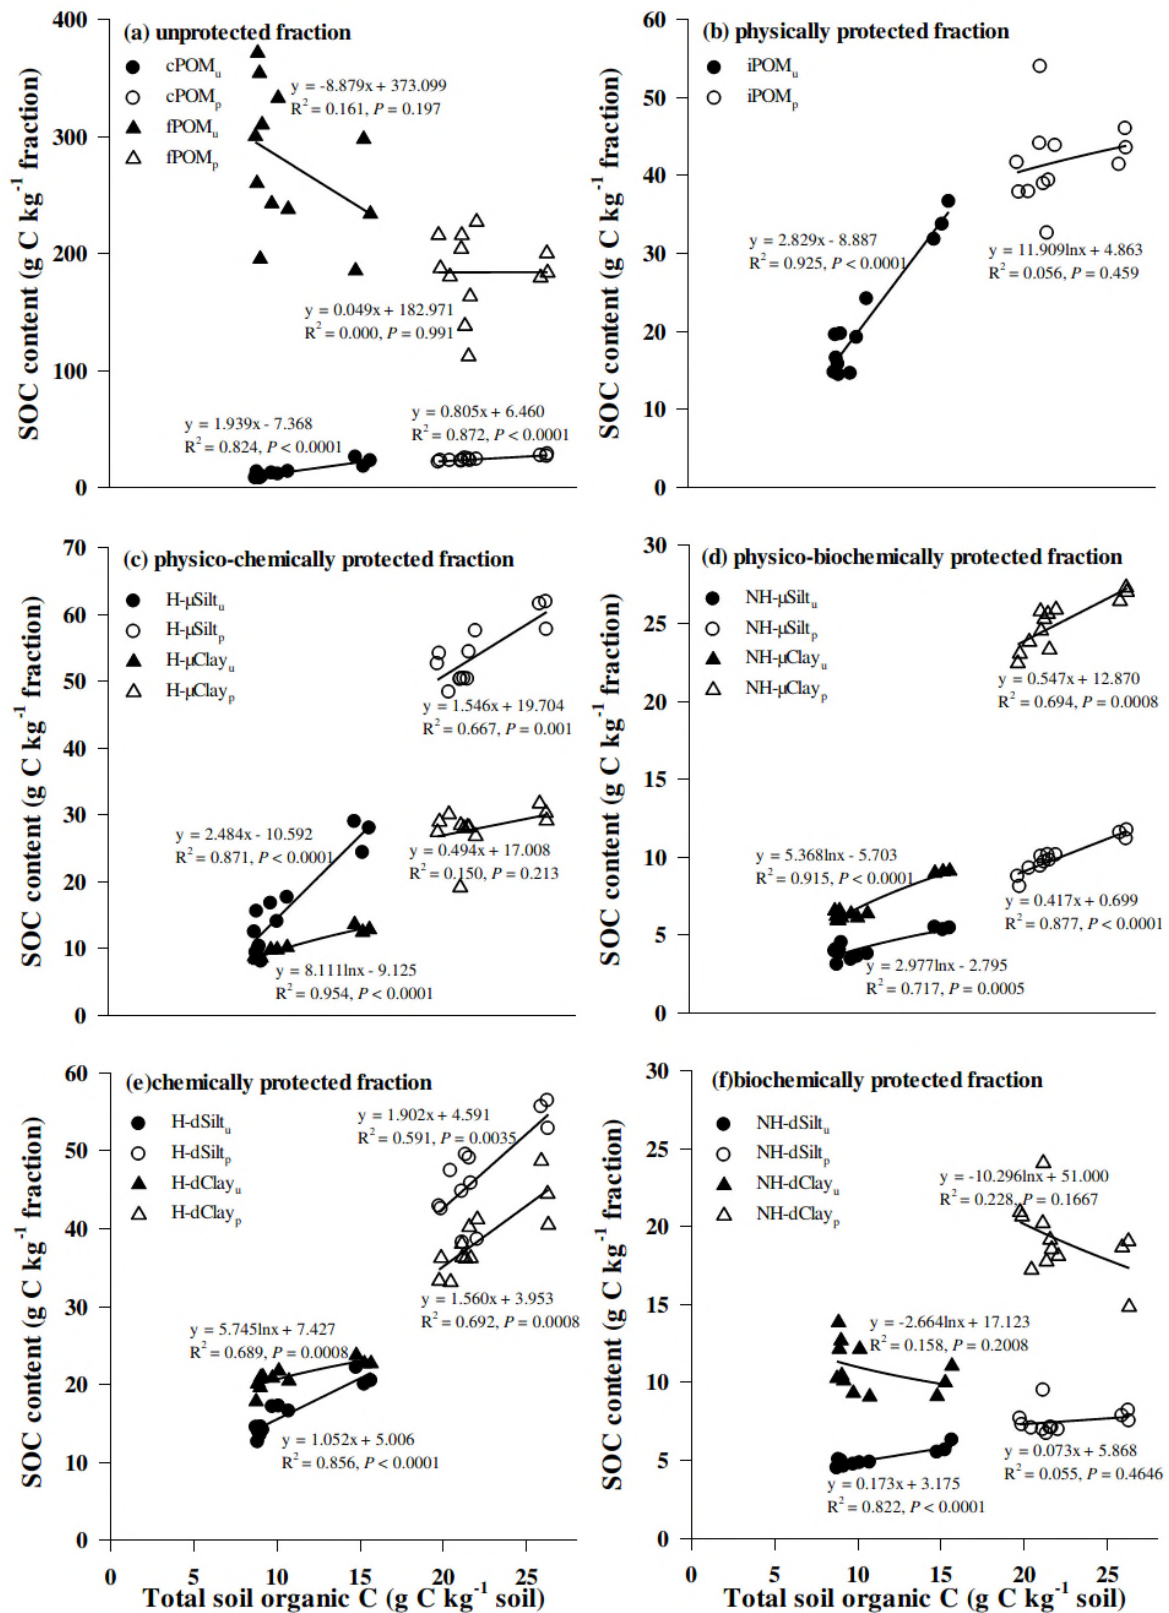 (a) unprotected fraction
cPOMu
cPOMp
fPOMu
fPOMp
y = -8.879x + 373.099
R² = 0.161, P = 0.197
y = 0.049x + 182.971
R² = 0.000, P = 0.991
y = 1.939x - 7.368
R² = 0.824, P < 0.0001
y = 0.805x + 6.460
R² = 0.872, P < 0.0001
400
300
200
100
0
SOC content (g C kg⁻¹ fraction)
(b) physically protected fraction
iPOMu
iPOMp
y = 2.829x - 8.887
R² = 0.925, P < 0.0001
y = 11.909lnx + 4.863
R² = 0.056, P = 0.459
60
50
40
30
20
10
0
SOC content (g C kg⁻¹ fraction)
(c) physico-chemically protected fraction
H-μSiltu
H-μSiltp
H-μClayu
H-μClayp
y = 1.546x + 19.704
R² = 0.667, P = 0.001
y = 2.484x - 10.592
R² = 0.871, P < 0.0001
y = 0.494x + 17.008
R² = 0.150, P = 0.213
y = 8.111lnx - 9.125
R² = 0.954, P < 0.0001
70
60
50
40
30
20
10
0
SOC content (g C kg⁻¹ fraction)
(d) physico-biochemically protected fraction
NH-μSiltu
NH-μSiltp
NH-μClayu
NH-μClayp
y = 0.547x + 12.870
R² = 0.694, P = 0.0008
y = 5.368lnx - 5.703
R² = 0.915, P < 0.0001
y = 0.417x + 0.699
R² = 0.877, P < 0.0001
y = 2.977lnx - 2.795
R² = 0.717, P = 0.0005
30
25
20
15
10
5
0
SOC content (g C kg⁻¹ fraction)
(e)chemically protected fraction
H-dSiltu
H-dSiltp
H-dClayu
H-dClayp
y = 1.902x + 4.591
R² = 0.591, P = 0.0035
y = 1.560x + 3.953
R² = 0.692, P = 0.0008
y = 5.745lnx + 7.427
R² = 0.689, P = 0.0008
y = 1.052x + 5.006
R² = 0.856, P < 0.0001
60
50
40
30
20
10
0
SOC content (g C kg⁻¹ fraction)
0 5 10 15 20 25
Total soil organic C (g C kg⁻¹ soil)
(f)biochemically protected fraction
NH-dSiltu
NH-dSiltp
NH-dClayu
NH-dClayp
y = -10.296lnx + 51.000
R² = 0.228, P = 0.1667
y = -2.664lnx + 17.123
R² = 0.158, P = 0.2008
y = 0.073x + 5.868
R² = 0.055, P = 0.4646
y = 0.173x + 3.175
R² = 0.822, P < 0.0001
30
25
20
15
10
5
0
SOC content (g C kg⁻¹ fraction)
0 5 10 15 20 25
Total soil organic C (g C kg⁻¹ soil)